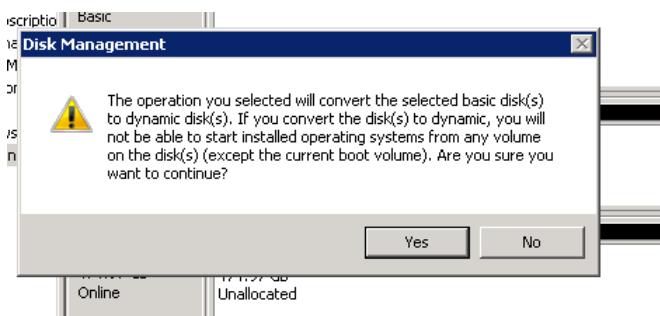 Basic
Disk Management
The operation you selected will convert the selected basic disk(s)
to dynamic disk(s). If you convert the disk(s) to dynamic, you will
not be able to start installed operating systems from any volume
on the disk(s) (except the current boot volume). Are you sure you
want to continue?
Yes No
Online Unallocated